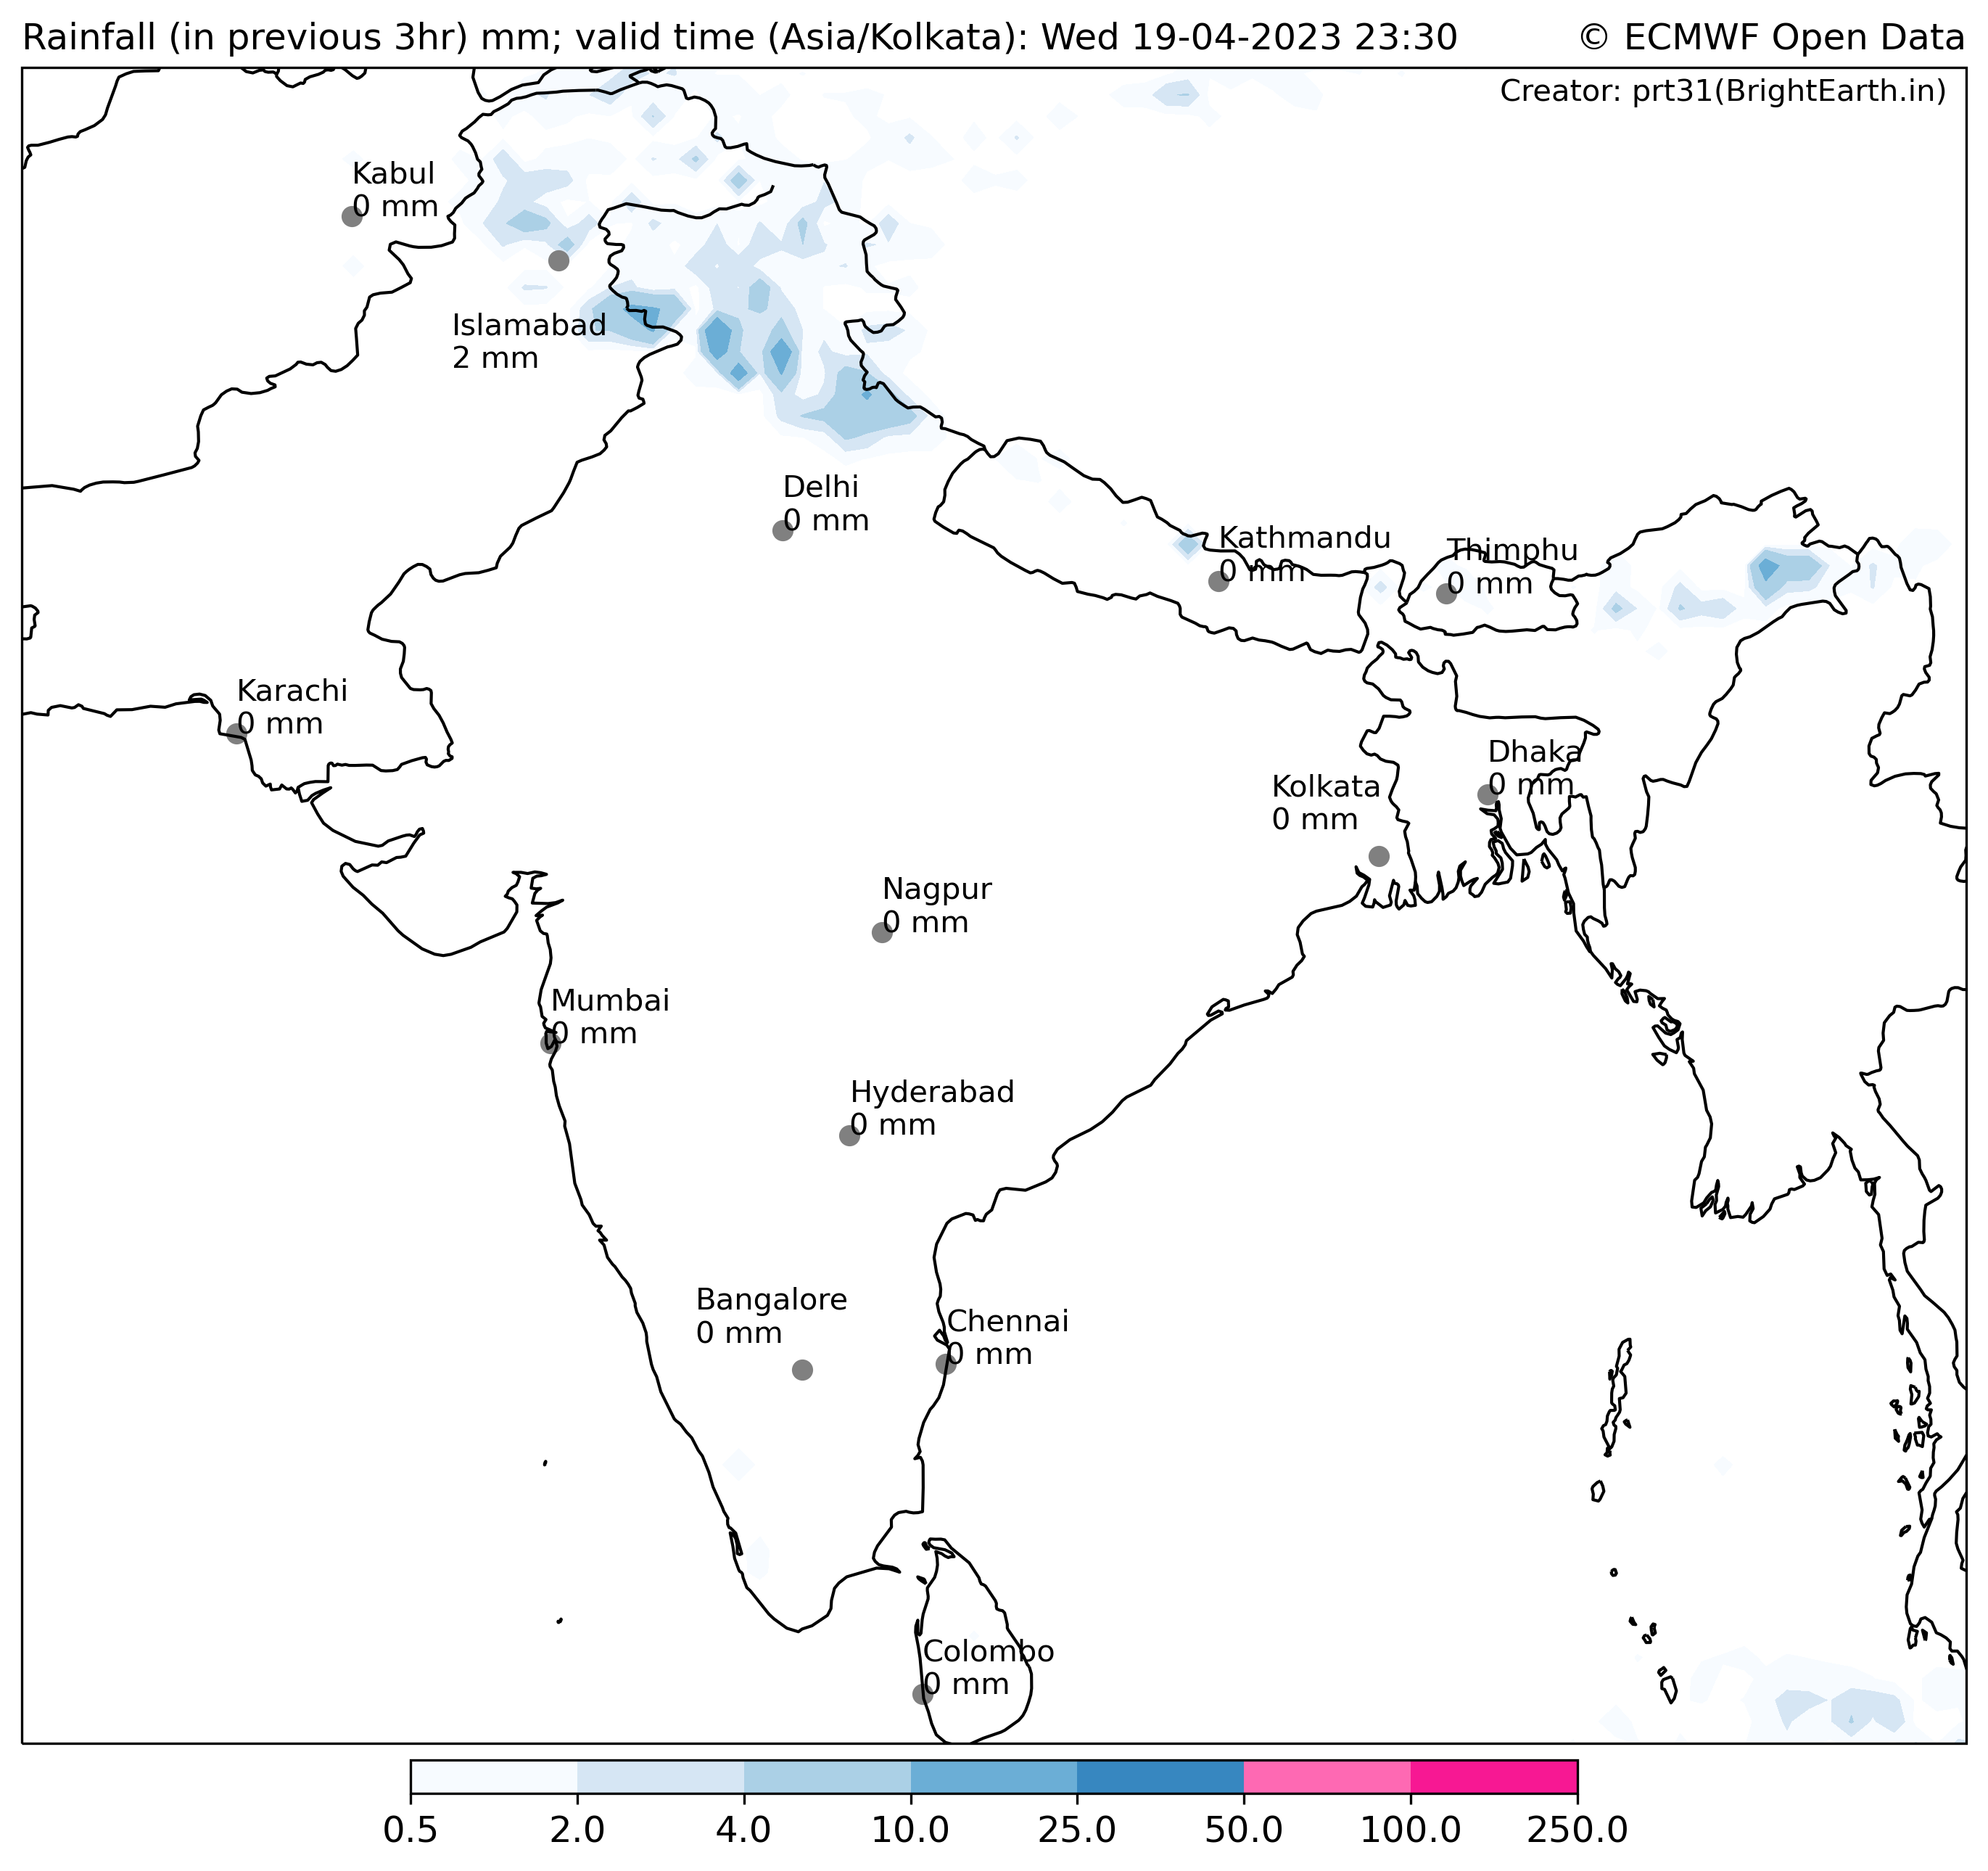 Rainfall (in previous 3hr) mm; valid time (Asia/Kolkata): Wed 19-04-2023 23:30
© ECMWF Open Data
Creator: prt31(BrightEarth.in)
Kabul
0 mm
Islamabad
2 mm
Delhi
0 mm
Kathmandu
0 mm
Thimphu
0 mm
Karachi
0 mm
Dhaka
0 mm
Kolkata
0 mm
Nagpur
0 mm
Mumbai
0 mm
Hyderabad
0 mm
Bangalore
0 mm
Chennai
0 mm
Colombo
0 mm
0.5 2.0 4.0 10.0 25.0 50.0 100.0 250.0